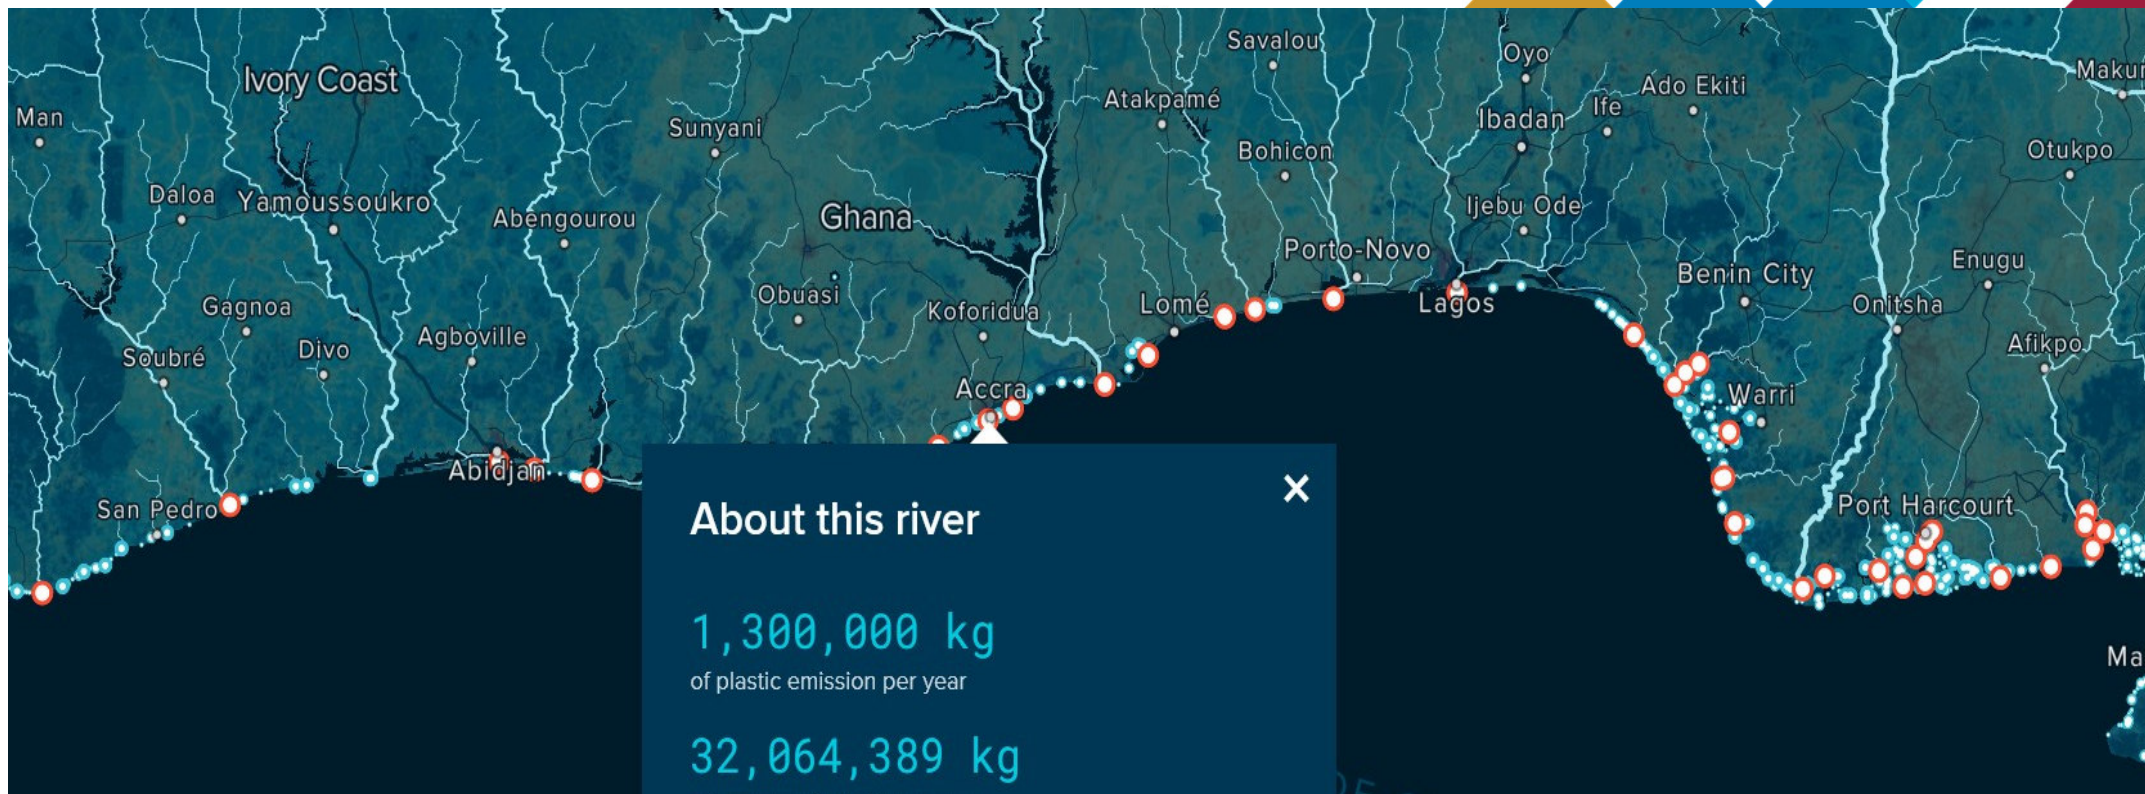 Savalou
Oyo
Ivory Coast
Ado Ekiti
Atakpamé
Ife
Man
Sunyani
Ibadan
Bohicon
Otukpo
Daloa
Yamoussoukro
Abengourou
Ghana
Ijebu Ode
Porto-Novo
Benin City
Enugu
Gagnoa
Obuasi
Koforidua
Lomé
Lagos
Onitsha
Soubré
Divo
Agboville
Afikpo
Accra
Warri
San Pedro
Abidjan
Port Harcourt
About this river
1,300,000 kg
of plastic emission per year
32,064,389 kg